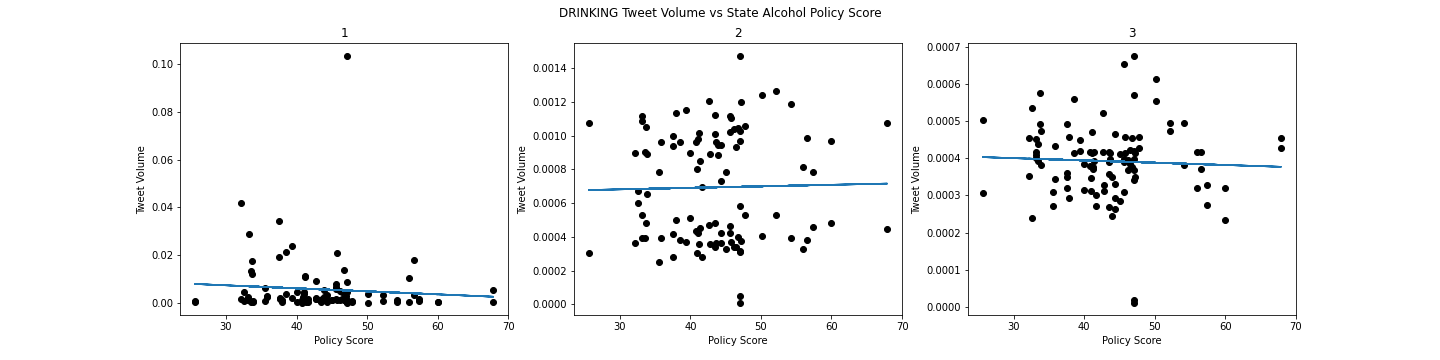 DRINKING Tweet Volume vs State Alcohol Policy Score
1
0.10
0.08
0.06
0.04
0.02
0.00
Tweet Volume
30 40 50 60 70
Policy Score
2
0.0014
0.0012
0.0010
0.0008
0.0006
0.0004
0.0002
0.0000
Tweet Volume
30 40 50 60 70
Policy Score
3
0.0007
0.0006
0.0005
0.0004
0.0003
0.0002
0.0001
0.0000
Tweet Volume
30 40 50 60 70
Policy Score